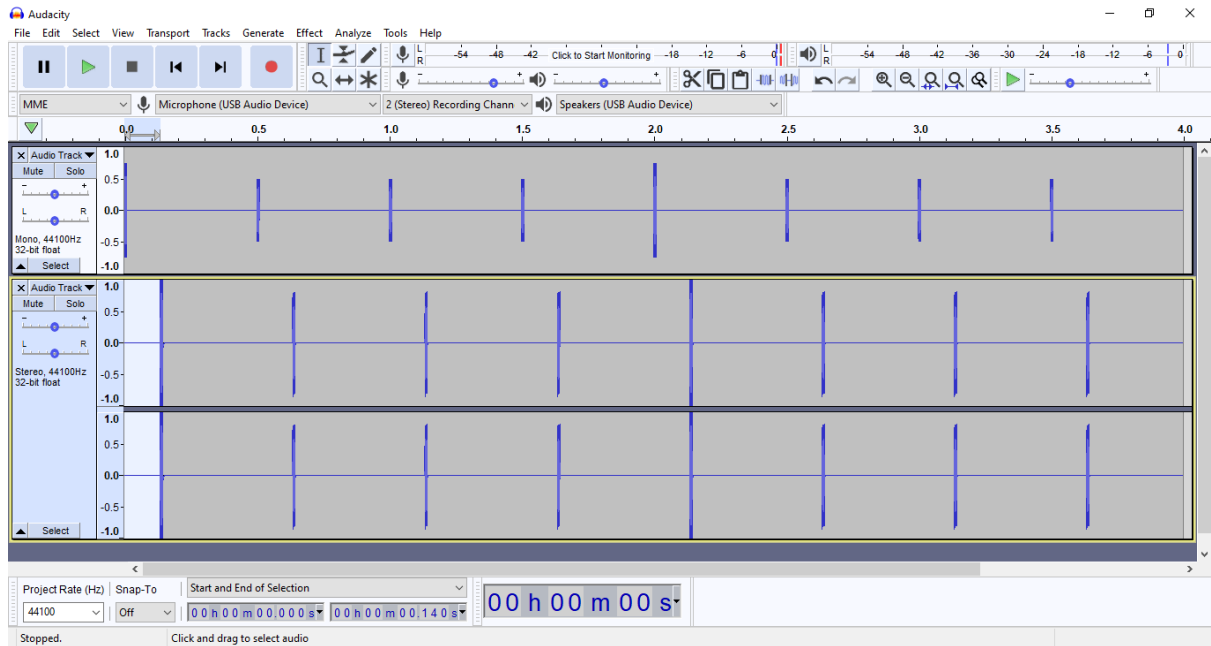 Audacity
File Edit Select View Transport Tracks Generate Effect Analyze Tools Help
L R -54 -48 -42 Click to Start Monitoring -18 -12 -6 0 L R -54 -48 -42 -36 -30 -24 -18 -12 -6 0
- + - + - +
MME Microphone (USB Audio Device) 2 (Stereo) Recording Chann Speakers (USB Audio Device)
0.0 0.5 1.0 1.5 2.0 2.5 3.0 3.5 4.0
X Audio Track 1.0
Mute Solo
- + 0.5
L R 0.0
Mono, 44100Hz -0.5
32-bit float
Select -1.0
X Audio Track 1.0
Mute Solo
- + 0.5
L R 0.0
Stereo, 44100Hz -0.5
32-bit float
-1.0
1.0
0.5
0.0
-0.5
Select -1.0
Project Rate (Hz) Snap-To Start and End of Selection
44100 Off 00h00m00.000s 00h00m00.140s 00 h 00 m 00 s
Stopped. Click and drag to select audio